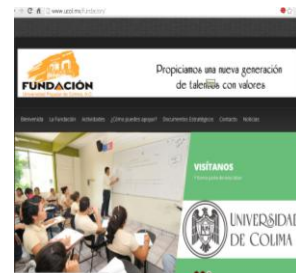 www.ucol.mx/fundacion/
FUNDACIÓN
Propiciamos una nueva generación
de talentos con valores
Bienvenida La Fundación Actividades ¿Cómo puedes apoyar? Documentos Estratégicos Contacto Noticias
VISÍTANOS
UNIVERSIDAD
DE COLIMA